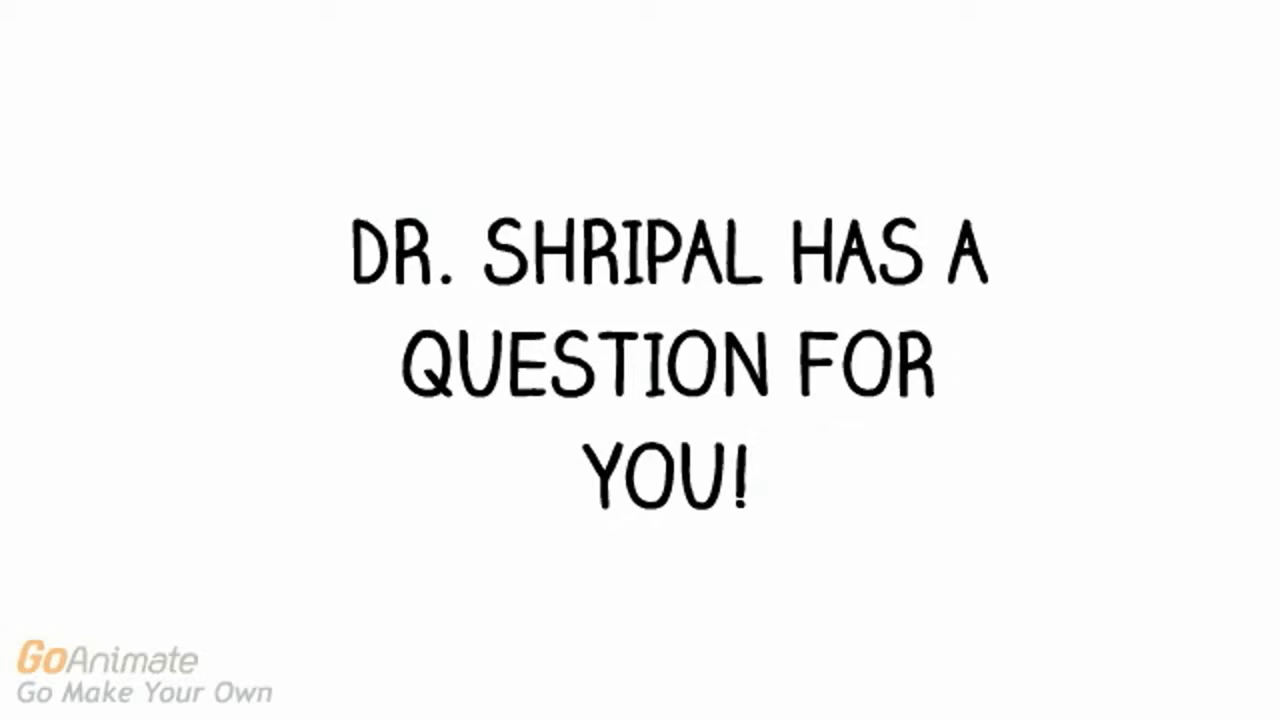 DR. SHRIPAL HAS A
QUESTION FOR
YOU!
GoAnimate
Go Make Your Own